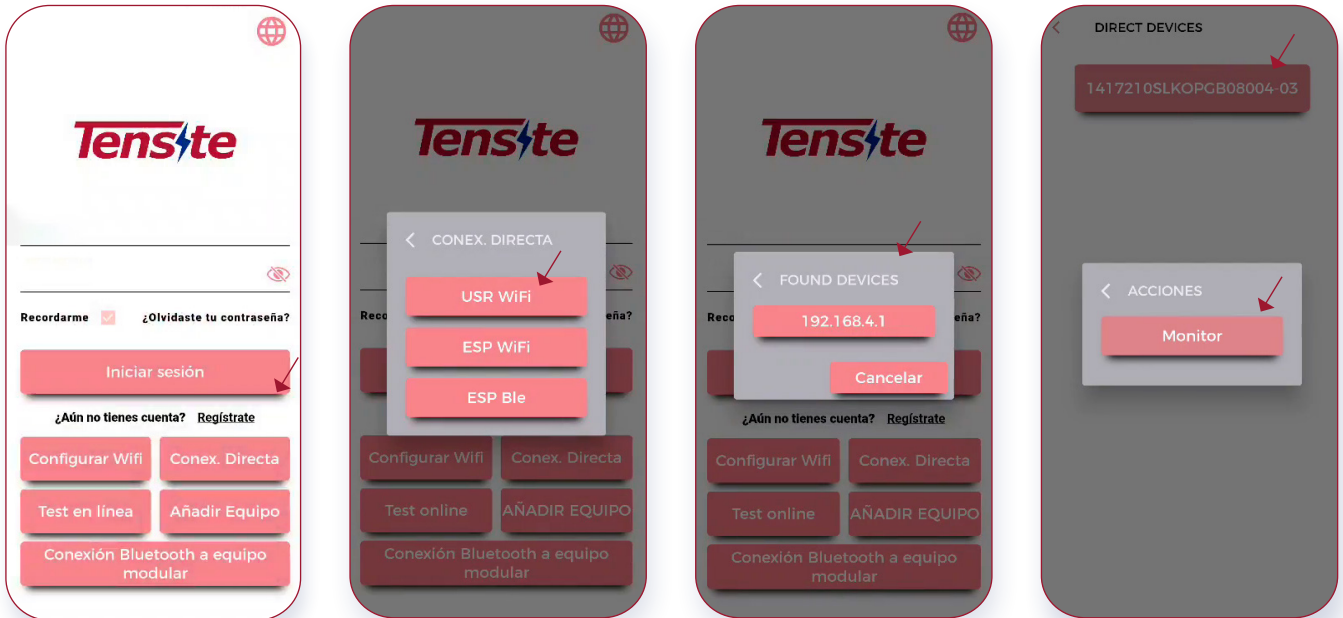 Tensite
Recordarme ¿Olvidaste tu contraseña?
Iniciar sesión
¿Aún no tienes cuenta? Regístrate
Configurar Wifi Conex. Directa
Test en línea Añadir Equipo
Conexión Bluetooth a equipo
modular
Tensite
CONEX. DIRECTA
USR WiFi
ESP WiFi
ESP Ble
Reco eña?
Configurar Wifi Conex. Directa
Test online AÑADIR EQUIPO
Conexión Bluetooth a equipo
modular
Tensite
FOUND DEVICES
192.168.4.1
Cancelar
Reco eña?
¿Aún no tienes cuenta? Regístrate
Configurar Wifi Conex. Directa
Test online AÑADIR EQUIPO
Conexión Bluetooth a equipo
modular
DIRECT DEVICES
1417210SLKOPGB08004-03
ACCIONES
Monitor